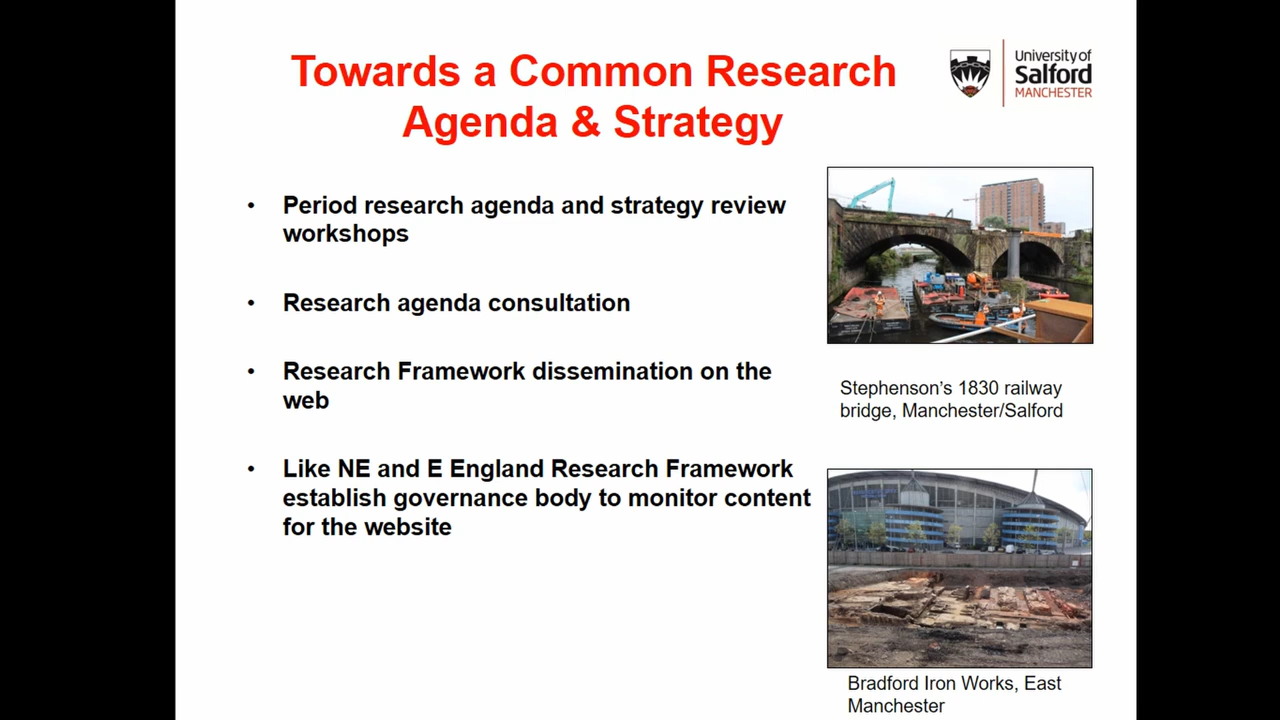 Towards a Common Research
Agenda & Strategy
University of
Salford
MANCHESTER
• Period research agenda and strategy review
workshops
• Research agenda consultation
• Research Framework dissemination on the
web
• Like NE and E England Research Framework
establish governance body to monitor content
for the website
Stephenson’s 1830 railway
bridge, Manchester/Salford
Bradford Iron Works, East
Manchester